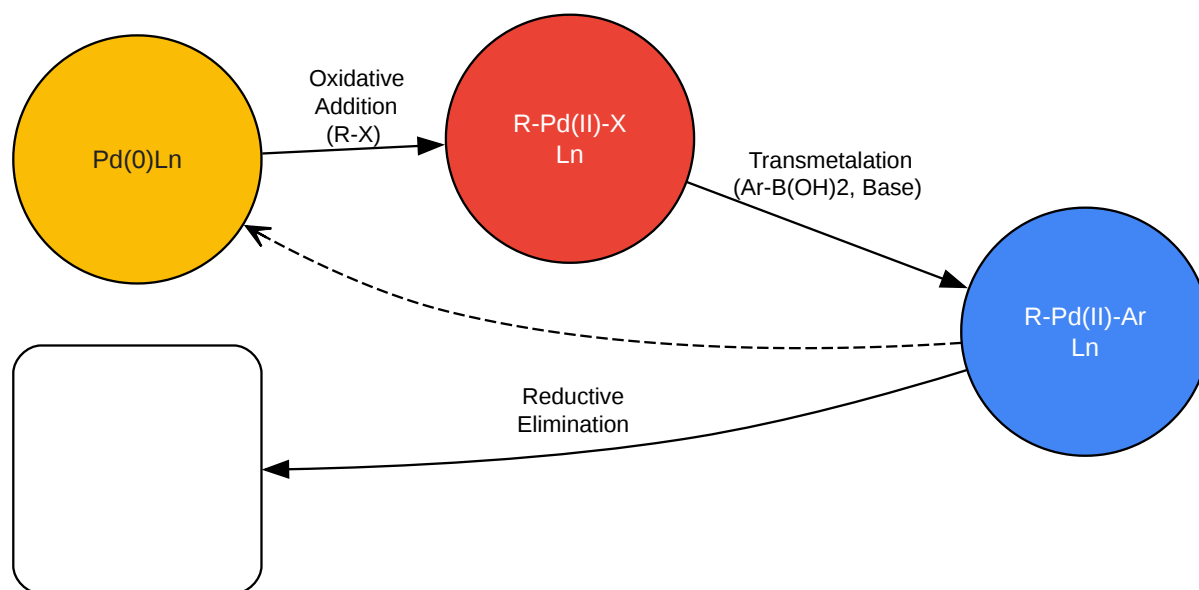 Pd(0)Ln
Oxidative
Addition
(R-X)
R-Pd(II)-X
Ln
Transmetalation
(Ar-B(OH)2, Base)
R-Pd(II)-Ar
Ln
Reductive
Elimination